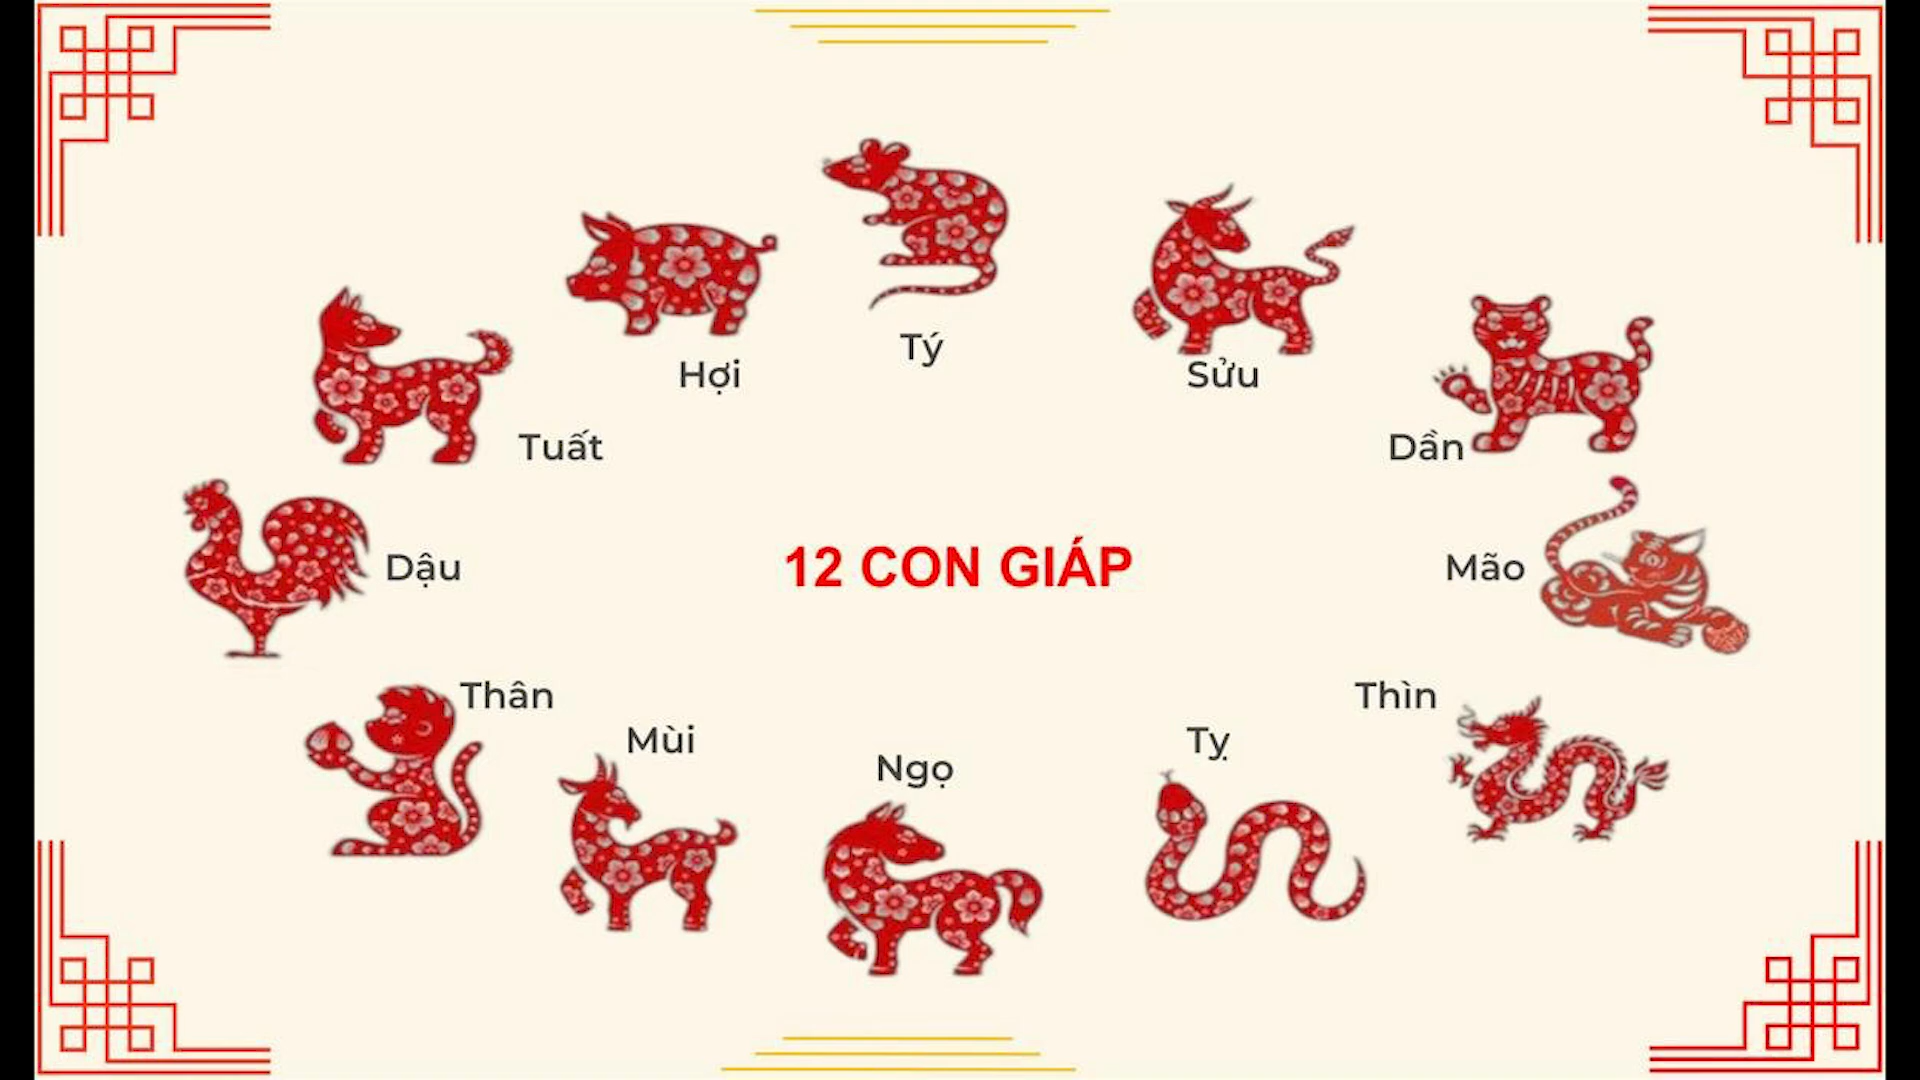 Tý
Hợi
Sửu
Tuất
Dần
Dậu
12 CON GIÁP
Mão
Thân
Thìn
Mùi
Tỵ
Ngọ